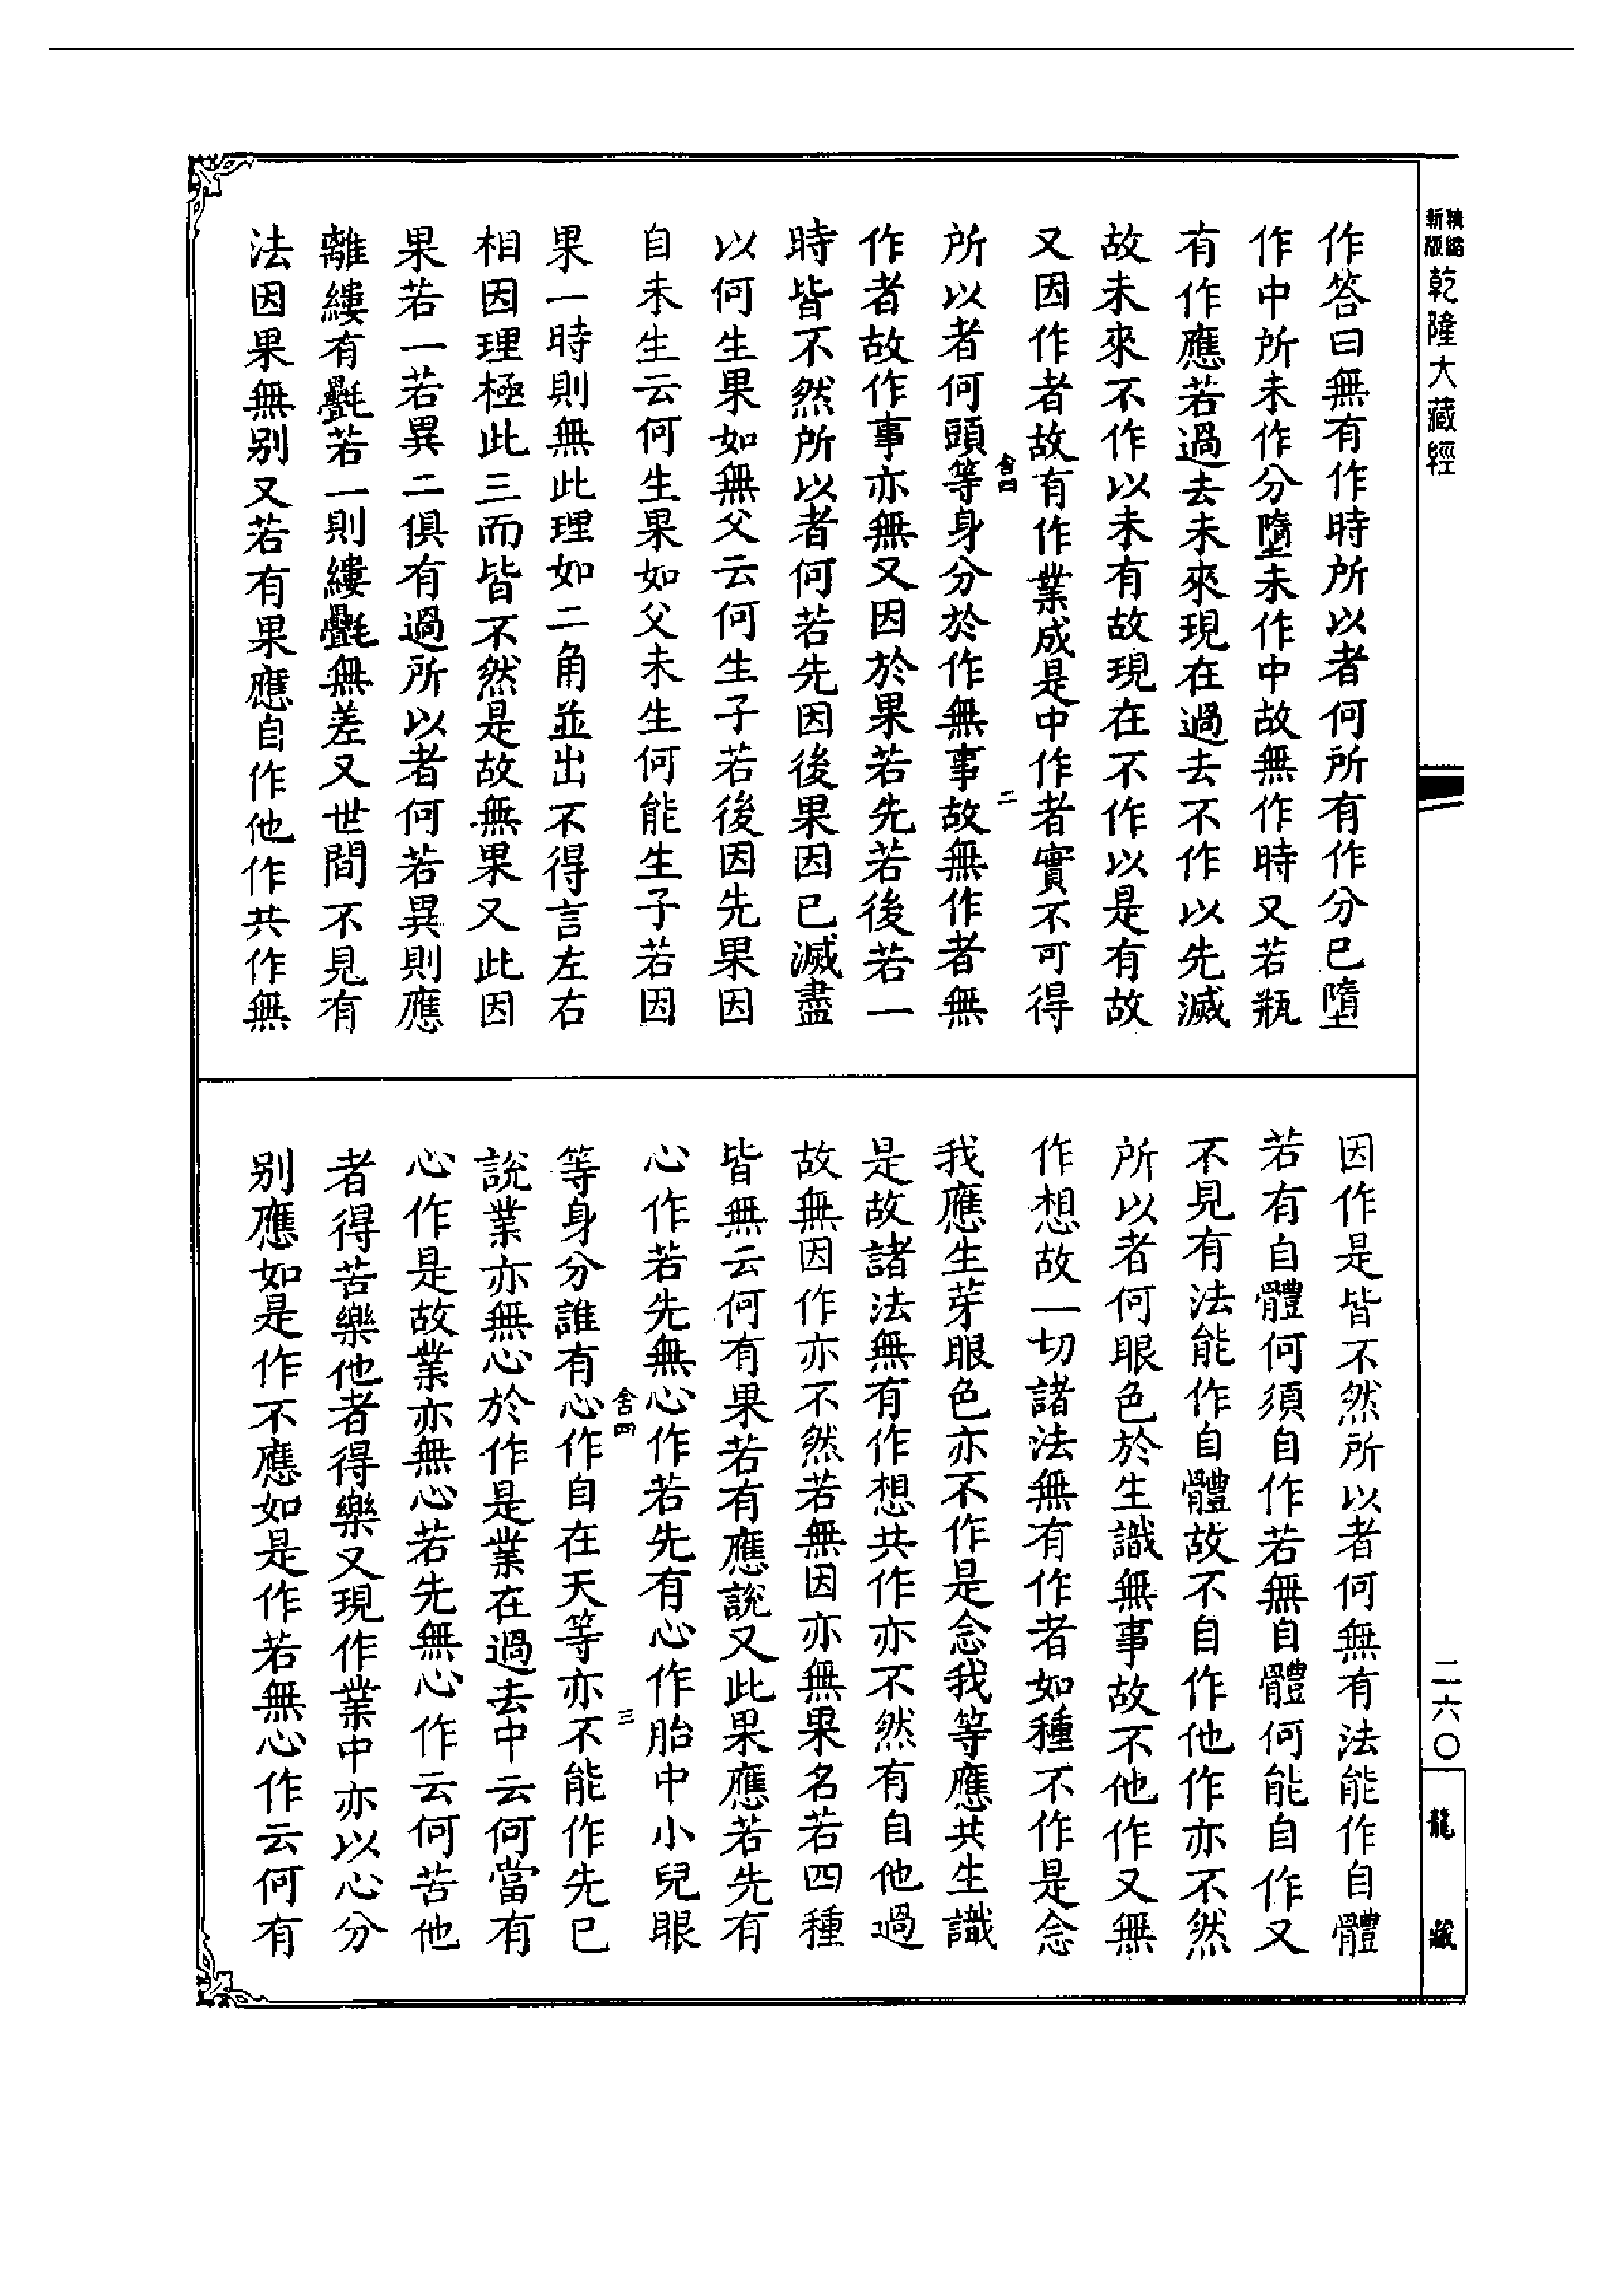 精縮
新版
乾隆大藏經
作答曰無有作時所以者何所有作分已墮
作中所未作分墮未作中故無作時又若瓶
有作應若過去未來現在過去不作以先滅
故未來不作以未有故現在不作以是有故
又因作者故有作業成是中作者實不可得
舍四
二
所以者何頭等身分於作無事故無作者無
作者故作事亦無又因於果若先若後若一
時皆不然所以者何若先因後果因已滅盡
以何生果如無父云何生子若後因先果因
自未生云何生果如父未生何能生子若因
果一時則無此理如二角並出不得言左右
相因理極此三而皆不然是故無果又此因
果若一若異二俱有過所以者何若異則應
離縷有㲲若一則縷㲲無差又世間不見有
法因果無别又若有果應自作他作共作無
因作是皆不然所以者何無有法能作自體
若有自體何須自作若無自體何能自作又
不見有法能作自體故不自作他作亦不然
所以者何眼色於生識無事故不他作又無
作想故一切諸法無有作者如種不作是念
我應生芽眼色亦不作是念我等應共生識
是故諸法無有作想共作亦不然有自他過
故無因作亦不然若無因亦無果名若四種
皆無云何有果若有應說又此果應若先有
心作若先無心作若先有心作胎中小兒眼
舍四
三
等身分誰有心作自在天等亦不能作先已
說業亦無心於作是業在過去中云何當有
心作是故業亦無心若先無心作云何苦他
者得苦樂他者得樂又現作業中亦以心分
别應如是作不應如是作若無心作云何有
二六〇
龍藏